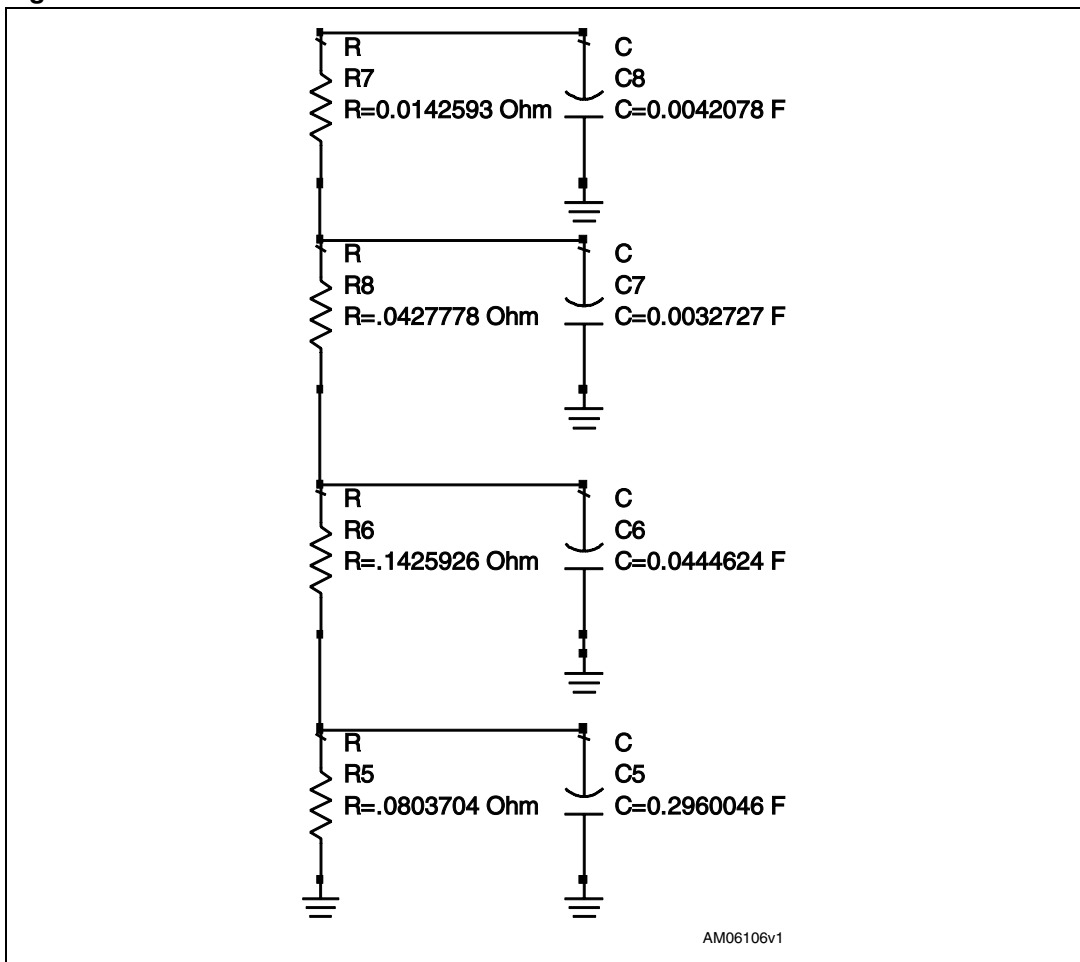 R
R7
R=0.0142593 Ohm
C
C8
C=0.0042078 F
R
R8
R=.0427778 Ohm
C
C7
C=0.0032727 F
R
R6
R=.1425926 Ohm
C
C6
C=0.0444624 F
R
R5
R=.0803704 Ohm
C
C5
C=0.2960046 F
AM06106v1